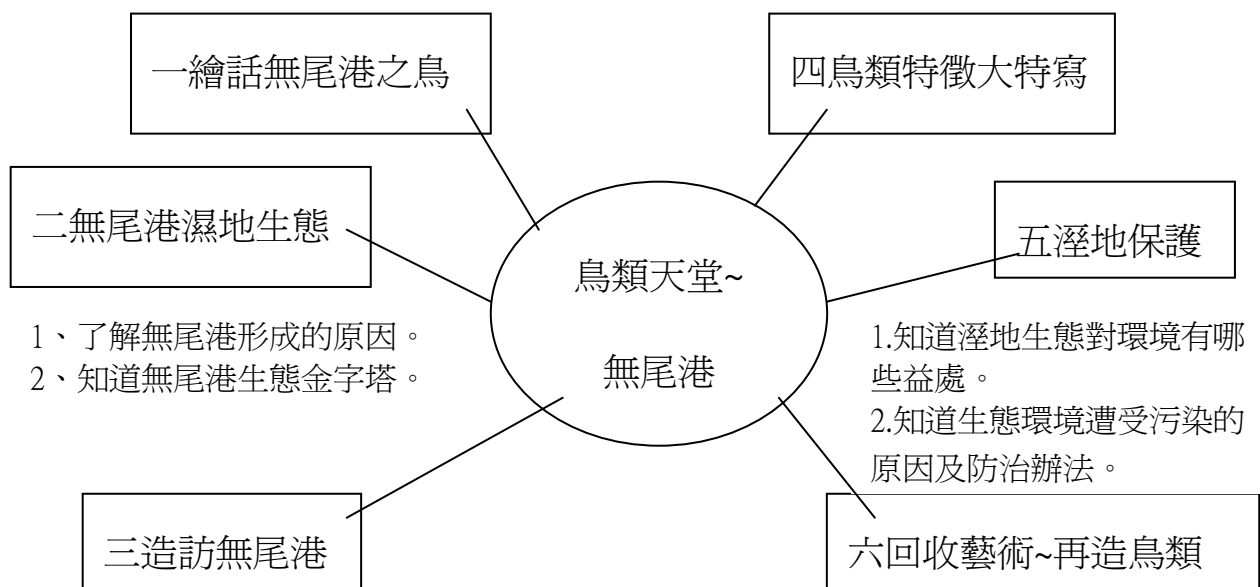 一繪話無尾港之鳥
四鳥類特徵大特寫
二無尾港濕地生態
五溼地保護
鳥類天堂~
無尾港
1、了解無尾港形成的原因。
2、知道無尾港生態金字塔。
1.知道溼地生態對環境有哪
些益處。
2.知道生態環境遭受污染的
原因及防治辦法。
三造訪無尾港
六回收藝術~再造鳥類